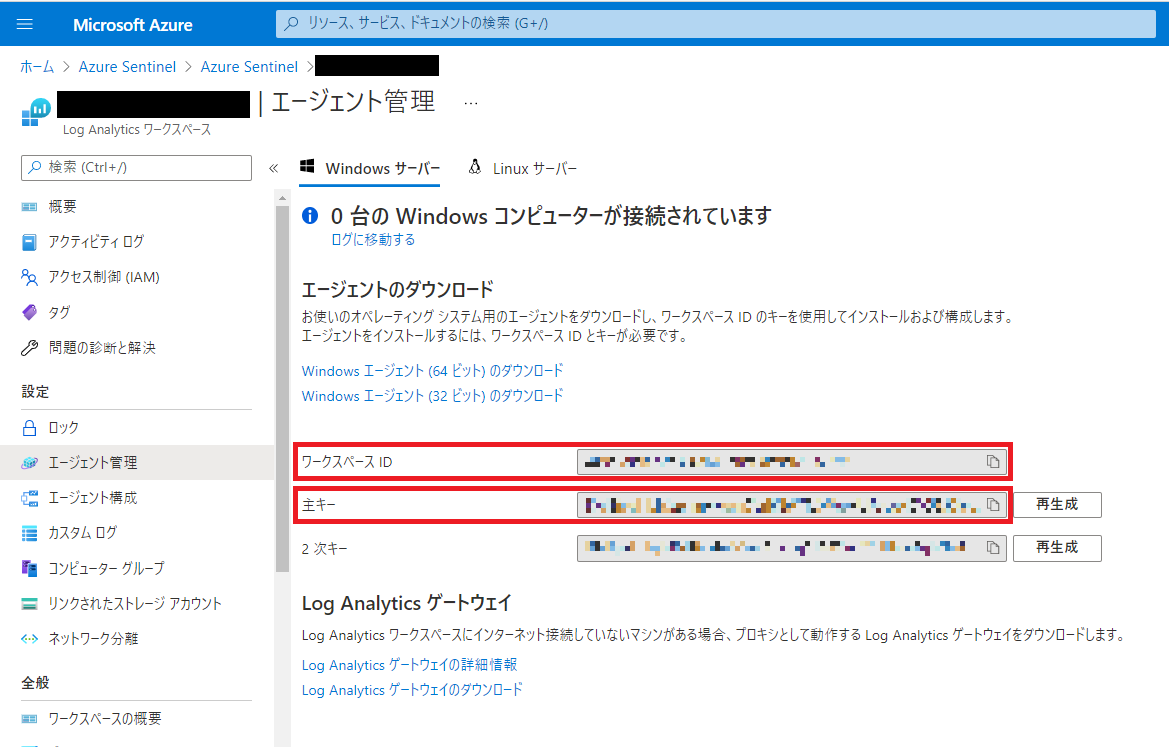 Microsoft Azure
リソース、サービス、ドキュメントの検索 (G+/)
ホーム > Azure Sentinel > Azure Sentinel >
| エージェント管理 …
Log Analytics ワークスペース
検索 (Ctrl+/)
«
概要
アクティビティ ログ
アクセス制御 (IAM)
タグ
問題の診断と解決
設定
ロック
エージェント管理
エージェント構成
カスタム ログ
コンピューター グループ
リンクされたストレージ アカウント
ネットワーク分離
全般
ワークスペースの概要
Windows サーバー
Linux サーバー
0 台の Windows コンピューターが接続されています
ログに移動する
エージェントのダウンロード
お使いのオペレーティング システム用のエージェントをダウンロードし、ワークスペース ID のキーを使用してインストールおよび構成します。
エージェントをインストールするには、ワークスペース ID とキーが必要です。
Windows エージェント (64 ビット) のダウンロード
Windows エージェント (32 ビット) のダウンロード
ワークスペース ID
主キー
再生成
2 次キー
再生成
Log Analytics ゲートウェイ
Log Analytics ワークスペースにインターネット接続していないマシンがある場合、プロキシとして動作する Log Analytics ゲートウェイをダウンロードします。
Log Analytics ゲートウェイの詳細情報
Log Analytics ゲートウェイのダウンロード